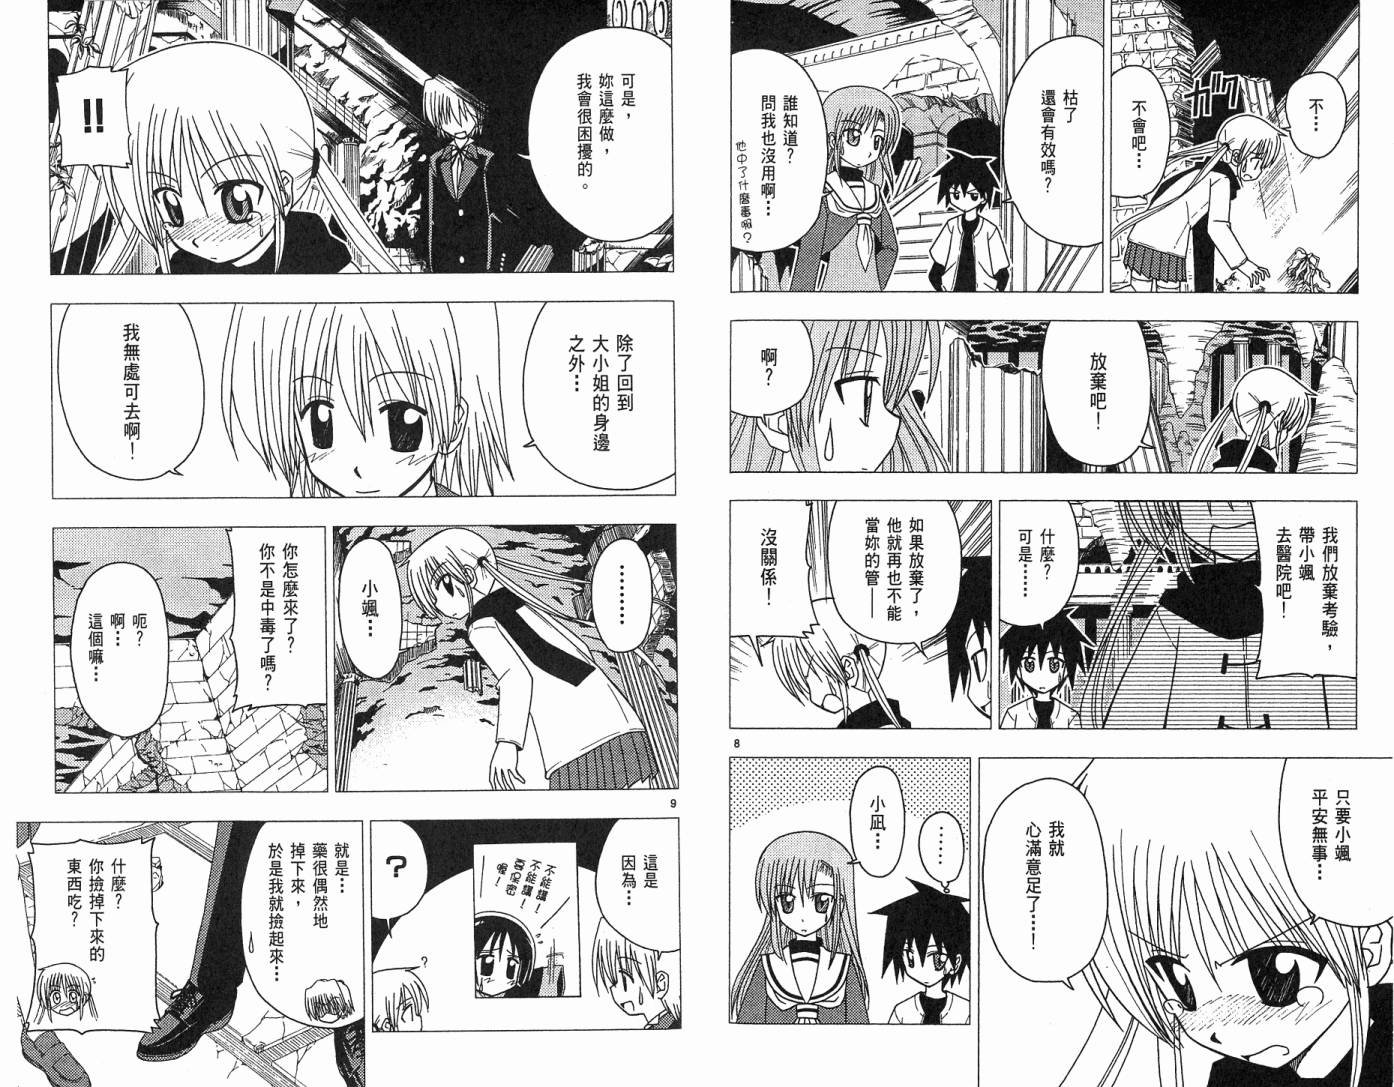 不…
不會吧…
ガク
枯了
還會有效嗎？
誰知道？
問我也沒用啊…
他中了什麼毒啊？
放棄吧！
啊？
我們放棄考驗，
帶小颯
去醫院吧！
什麼？
可是……
如果放棄了，
他就再也不能
當妳的管──
沒關係！
8
只要小颯
平安無事…
我就
心滿意足了…！
……
小凪…
可是，
妳這麼做，
我會很困擾的。
!!
除了回到
大小姐的身邊
之外…
我無處可去啊！
………
小颯…
你怎麼來了？
你不是中毒了嗎？
呃？
啊…
這個嘛…
9
這是
因為…
不能講！
不能講！
要保密
喔！
？
?
就是…
藥很偶然地
掉下來，
於是我就撿起來…
什麼？
你撿掉下來的
東西吃？